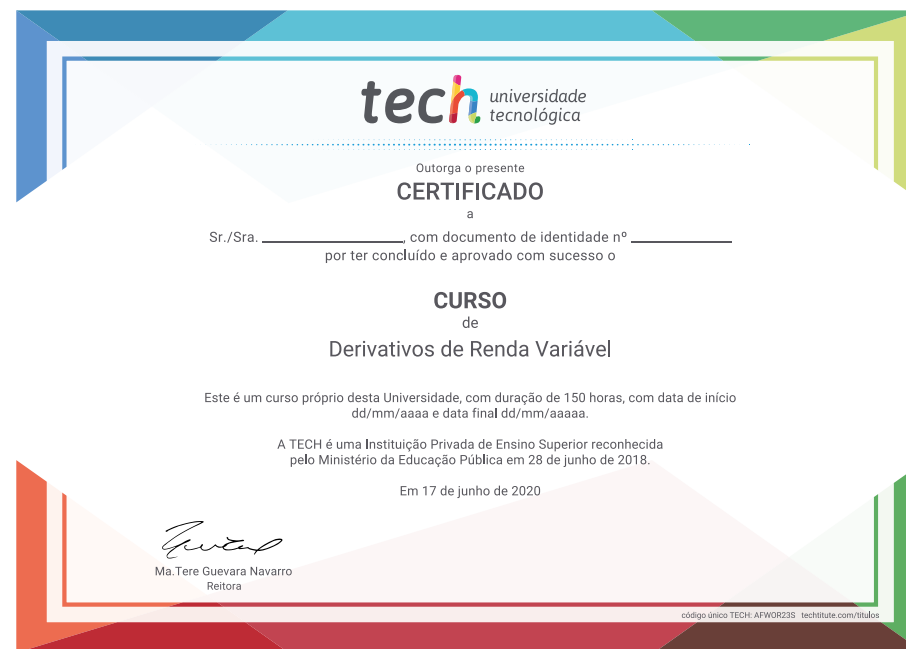 tech universidade
tecnológica
Outorga o presente
CERTIFICADO
a
Sr./Sra. ____________, com documento de identidade nº ____________
por ter concluído e aprovado com sucesso o
CURSO
de
Derivativos de Renda Variável
Este é um curso próprio desta Universidade, com duração de 150 horas, com data de início
dd/mm/aaaa e data final dd/mm/aaaaa.
A TECH é uma Instituição Privada de Ensino Superior reconhecida
pelo Ministério da Educação Pública em 28 de junho de 2018.
Em 17 de junho de 2020
Ma.Tere Guevara Navarro
Reitora
código único TECH: AFWOR23S techtitute.com/títulos